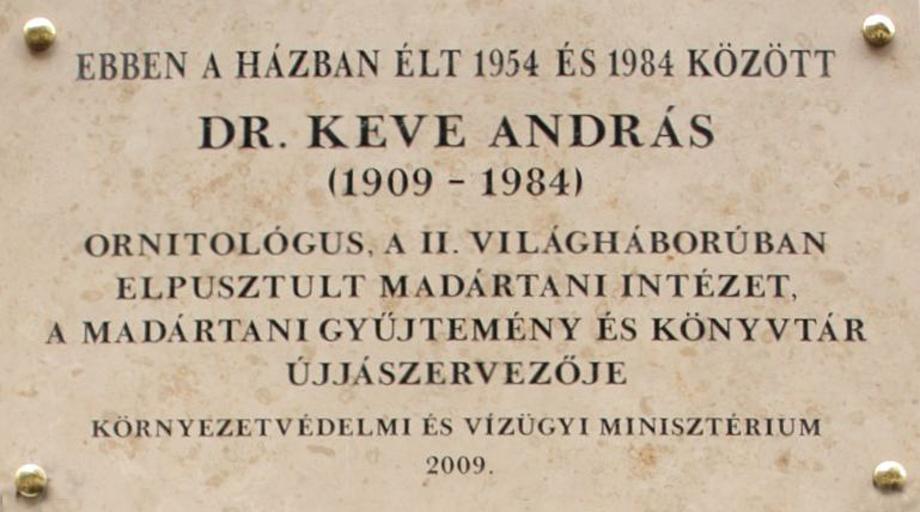 EBBEN A HÁZBAN ÉLT 1954 ÉS 1984 KÖZÖTT
DR. KEVE ANDRÁS
(1909 - 1984)
ORNITOLÓGUS, A II. VILÁGHÁBORÚBAN
ELPUSZTULT MADÁRTANI INTÉZET,
A MADÁRTANI GYŰJTEMÉNY ÉS KÖNYVTÁR
ÚJJÁSZERVEZŐJE
KÖRNYEZETVÉDELMI ÉS VÍZÜGYI MINISZTÉRIUM
2009.